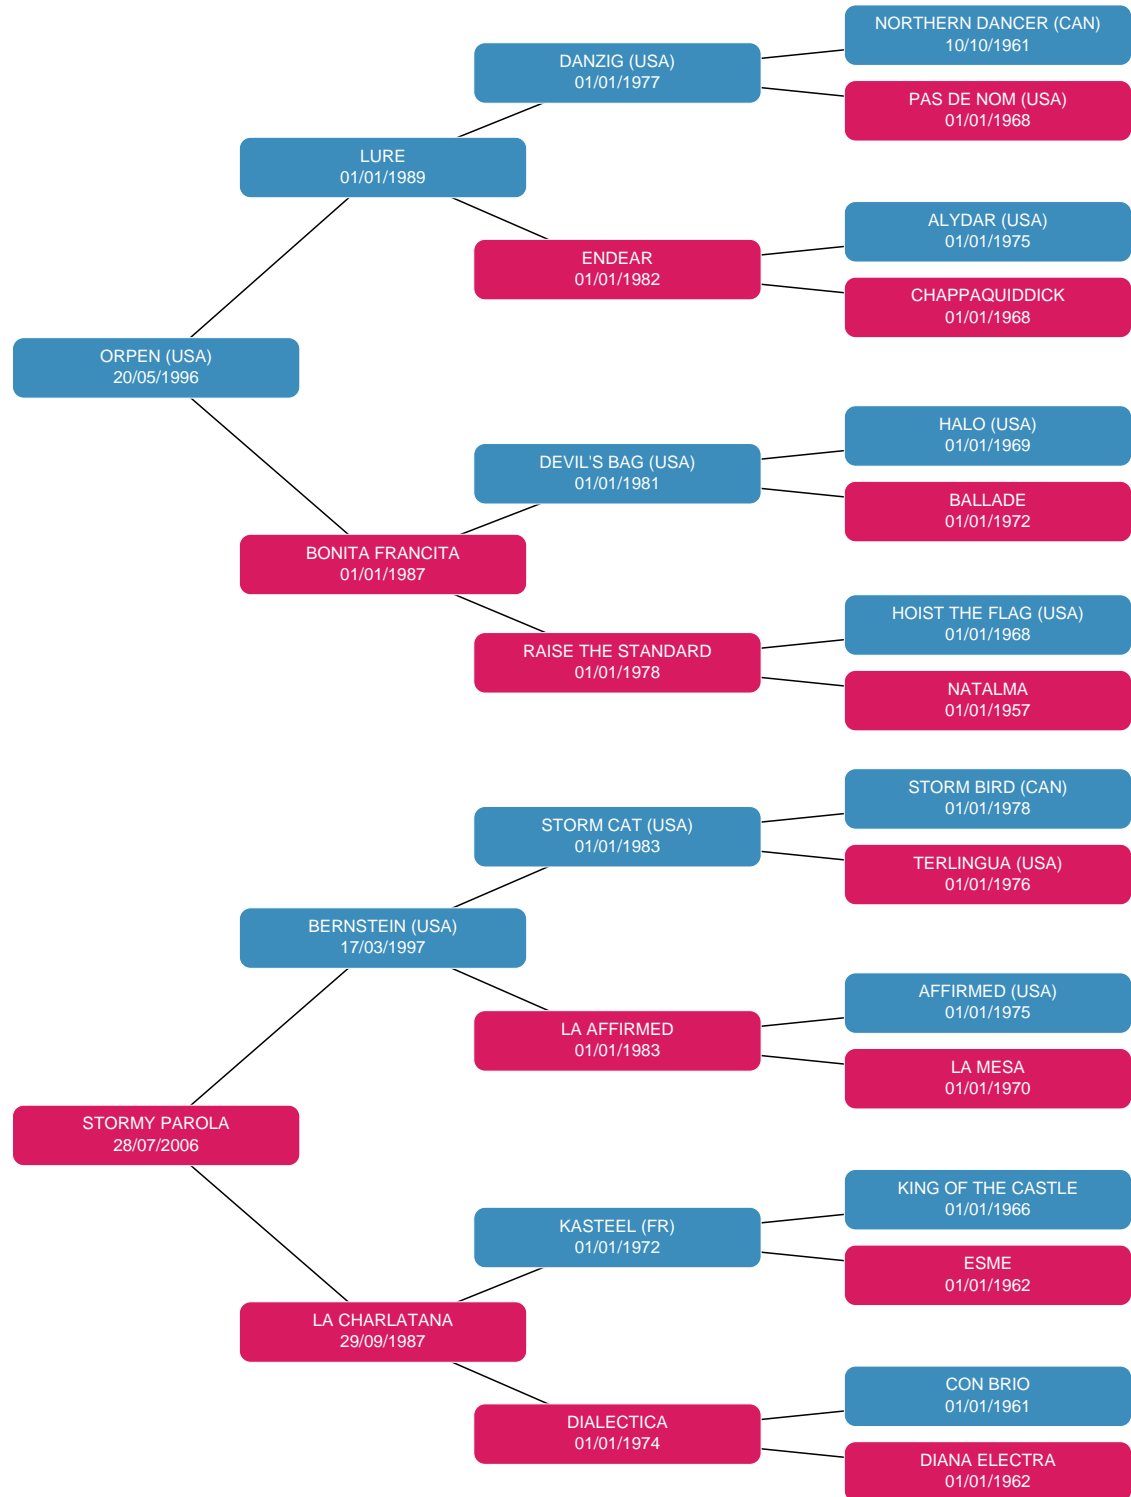 NORTHERN DANCER (CAN)
10/10/1961
DANZIG (USA)
01/01/1977
PAS DE NOM (USA)
01/01/1968
LURE
01/01/1989
ALYDAR (USA)
01/01/1975
ENDEAR
01/01/1982
CHAPPAQUIDDICK
01/01/1968
ORPEN (USA)
20/05/1996
HALO (USA)
01/01/1969
DEVIL'S BAG (USA)
01/01/1981
BALLADE
01/01/1972
BONITA FRANCITA
01/01/1987
HOIST THE FLAG (USA)
01/01/1968
RAISE THE STANDARD
01/01/1978
NATALMA
01/01/1957
STORM BIRD (CAN)
01/01/1978
STORM CAT (USA)
01/01/1983
TERLINGUA (USA)
01/01/1976
BERNSTEIN (USA)
17/03/1997
AFFIRMED (USA)
01/01/1975
LA AFFIRMED
01/01/1983
LA MESA
01/01/1970
STORMY PAROLA
28/07/2006
KING OF THE CASTLE
01/01/1966
KASTEEL (FR)
01/01/1972
ESME
01/01/1962
LA CHARLATANA
29/09/1987
CON BRIO
01/01/1961
DIALECTICA
01/01/1974
DIANA ELECTRA
01/01/1962